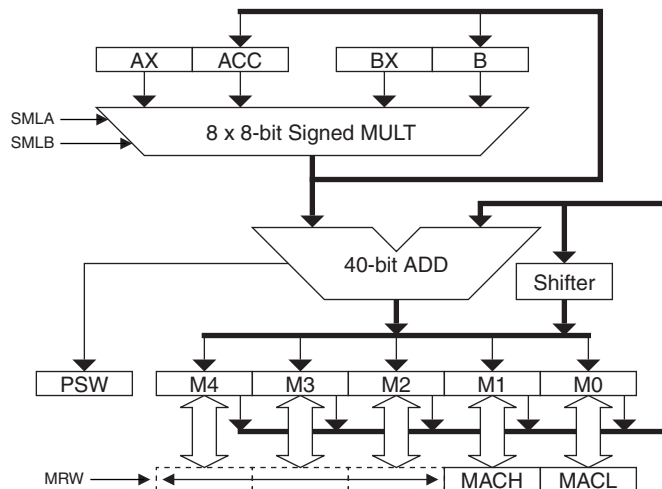 AX ACC BX B
SMLA
8 x 8-bit Signed MULT
SMLB
40-bit ADD
Shifter
PSW M4 M3 M2 M1 M0
MRW MACH MACL